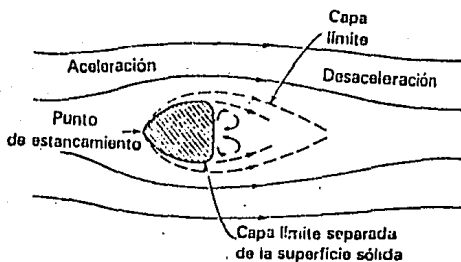 Capa
límite
Aceleración
Desaceleración
Punto
de estancamiento
Capa límite separada
de la superficie sólida